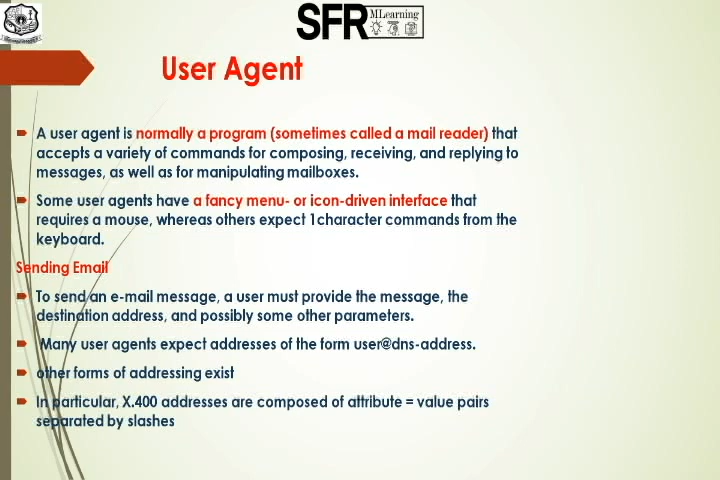 SFR
MLearning
User Agent
A user agent is normally a program (sometimes called a mail reader) that
accepts a variety of commands for composing, receiving, and replying to
messages, as well as for manipulating mailboxes.
Some user agents have a fancy menu- or icon-driven interface that
requires a mouse, whereas others expect 1character commands from the
keyboard.
Sending Email
To send an e-mail message, a user must provide the message, the
destination address, and possibly some other parameters.
Many user agents expect addresses of the form user@dns-address.
other forms of addressing exist
In particular, X.400 addresses are composed of attribute = value pairs
separated by slashes